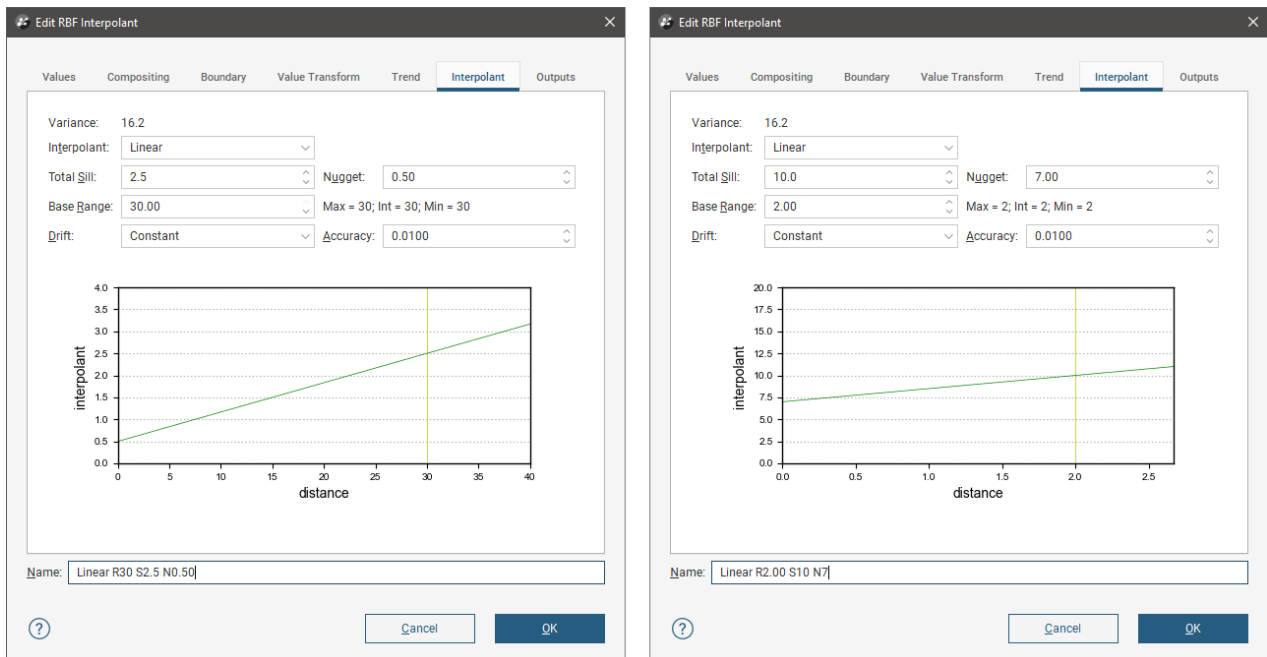 Edit RBF Interpolant
Values Compositing Boundary Value Transform Trend Interpolant Outputs
Variance: 16.2
Interpolant: Linear
Total Sill: 2.5 Nugget: 0.50
Base Range: 30.00 Max = 30; Int = 30; Min = 30
Drift: Constant Accuracy: 0.0100
4.0
3.5
3.0
2.5
2.0
1.5
1.0
0.5
0.0
interpolant
0 5 10 15 20 25 30 35 40
distance
Name: Linear R30 S2.5 N0.50
? Cancel OK
Edit RBF Interpolant
Values Compositing Boundary Value Transform Trend Interpolant Outputs
Variance: 16.2
Interpolant: Linear
Total Sill: 10.0 Nugget: 7.00
Base Range: 2.00 Max = 2; Int = 2; Min = 2
Drift: Constant Accuracy: 0.0100
20.0
17.5
15.0
12.5
10.0
7.5
5.0
2.5
0.0
interpolant
0.0 0.5 1.0 1.5 2.0 2.5
distance
Name: Linear R2.00 S10 N7
? Cancel OK